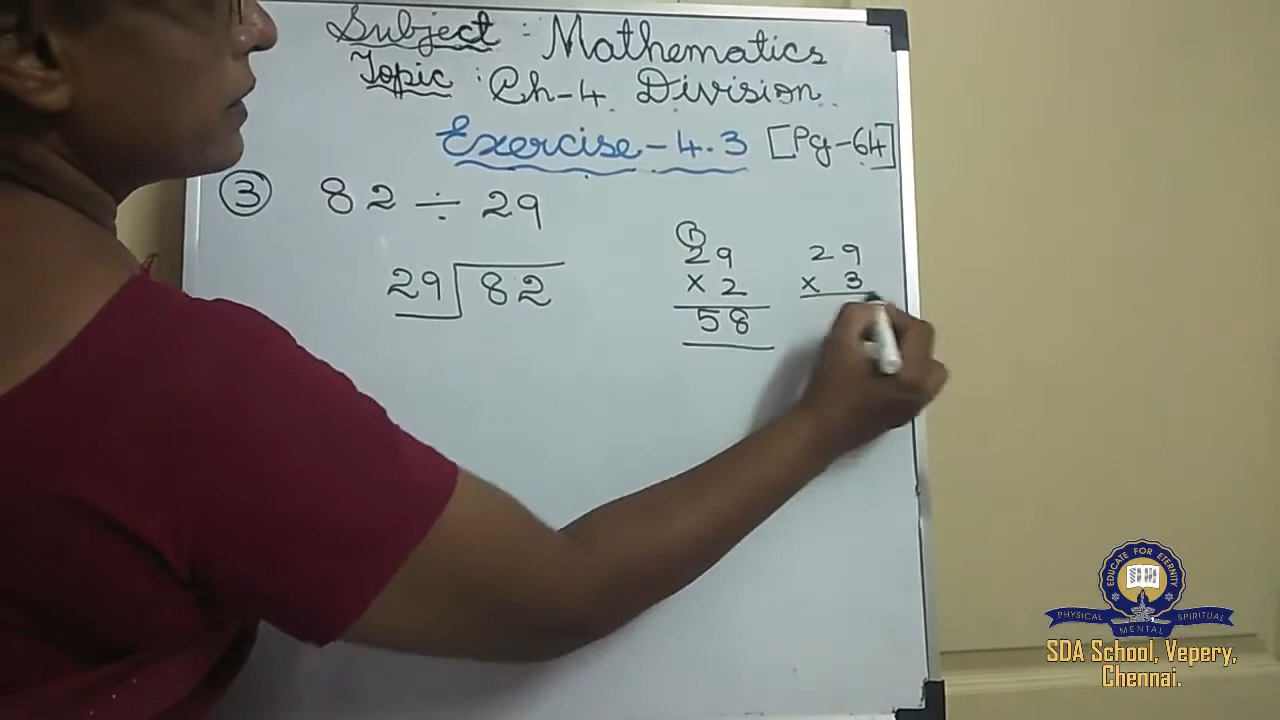 Subject : Mathematics
Topic : Ch-4 Division
Exercise - 4.3 [Pg-64]
③ 82 ÷ 29
29 82
1
29
× 2
58
29
× 3
EDUCATE FOR ETERNITY
PHYSICAL MENTAL SPIRITUAL
SDA School, Vepery,
Chennai.